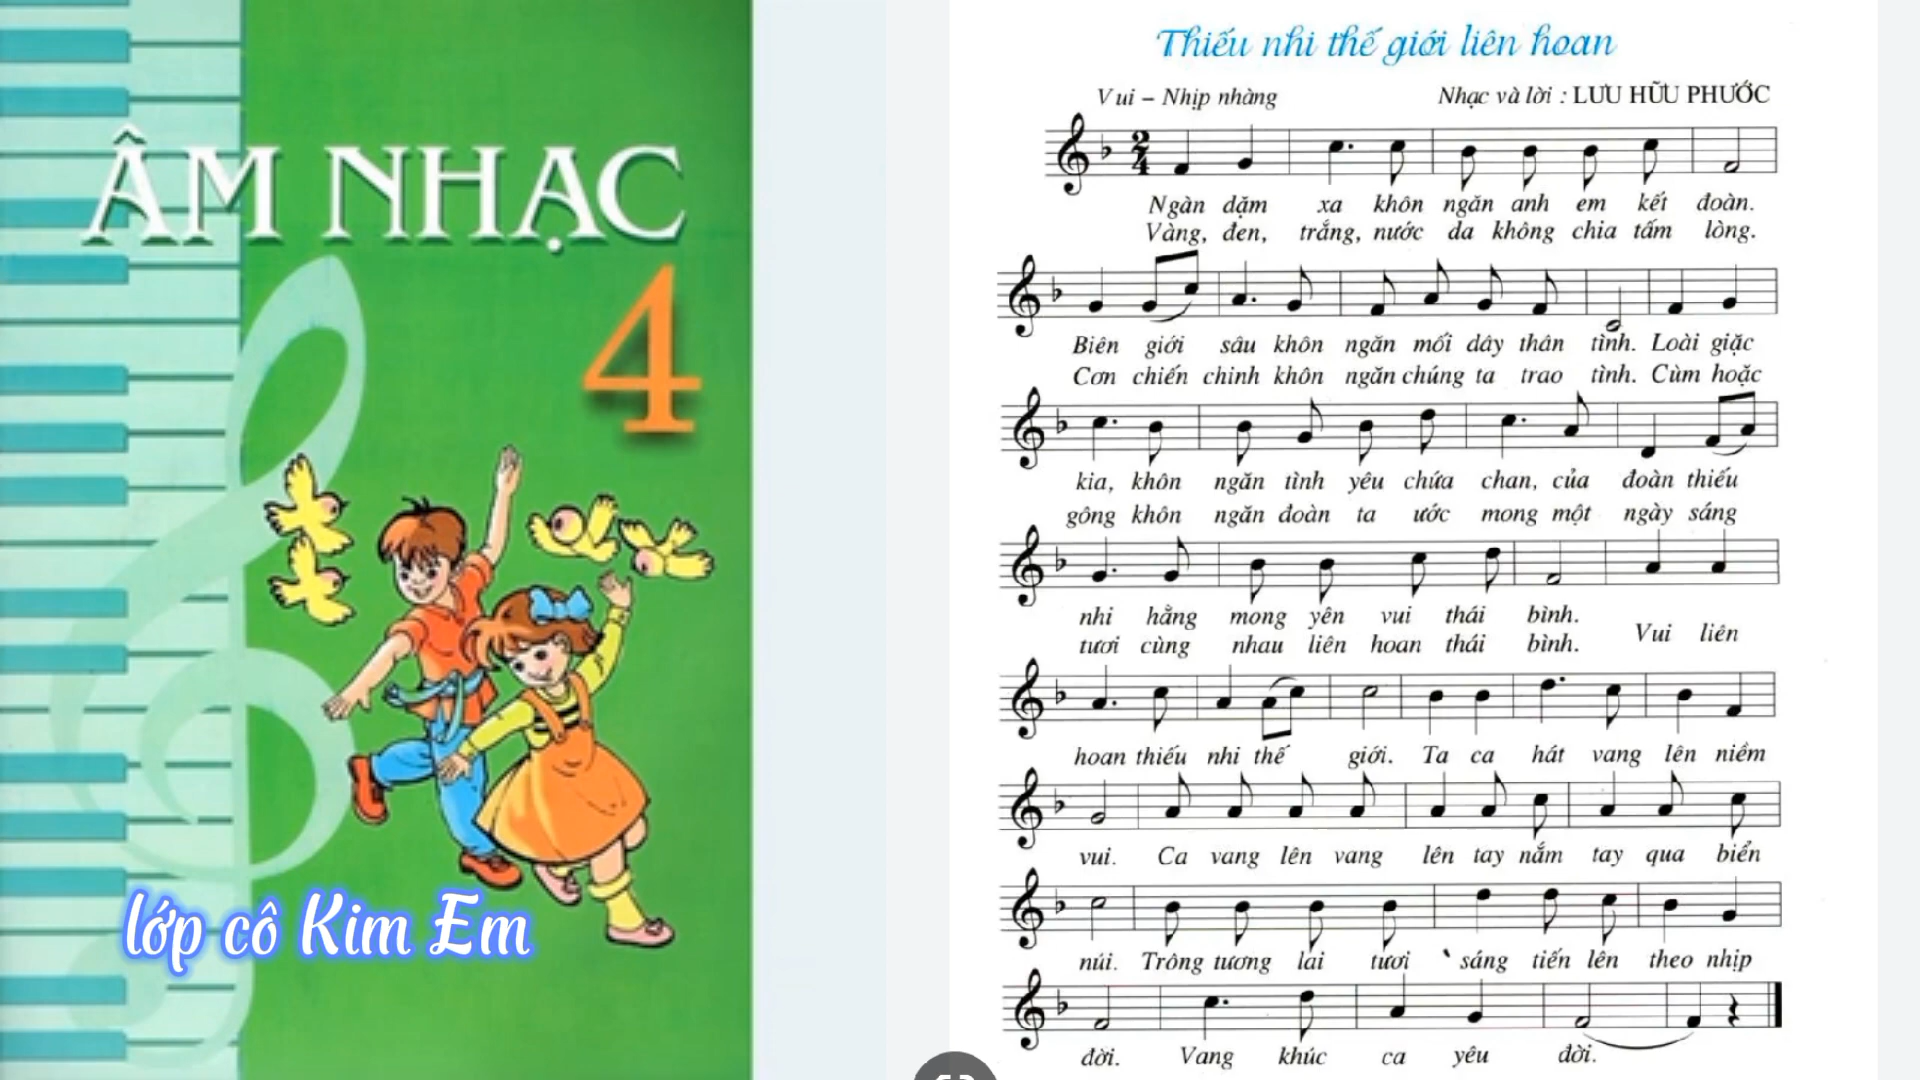 ÂM NHẠC
4
lớp cô Kim Em
Thiếu nhi thế giới liên hoan
Vui – Nhịp nhàng
Nhạc và lời : LƯU HỮU PHƯỚC
2
4
Ngàn dặm xa khôn ngăn anh em kết đoàn.
Vàng, đen, trắng, nước da không chia tấm lòng.
Biên giới sâu khôn ngăn mối dây thân tình. Loài giặc
Cơn chiến chinh khôn ngăn chúng ta trao tình. Cùm hoặc
kia, khôn ngăn tình yêu chứa chan, của đoàn thiếu
gông khôn ngăn đoàn ta ước mong một ngày sáng
nhi hằng mong yên vui thái bình.
tươi cùng nhau liên hoan thái bình.
Vui liên
hoan thiếu nhi thế giới. Ta ca hát vang lên niềm
vui. Ca vang lên vang lên tay nắm tay qua biển
núi. Trông tương lai tươi sáng tiến lên theo nhịp
đời. Vang khúc ca yêu đời.